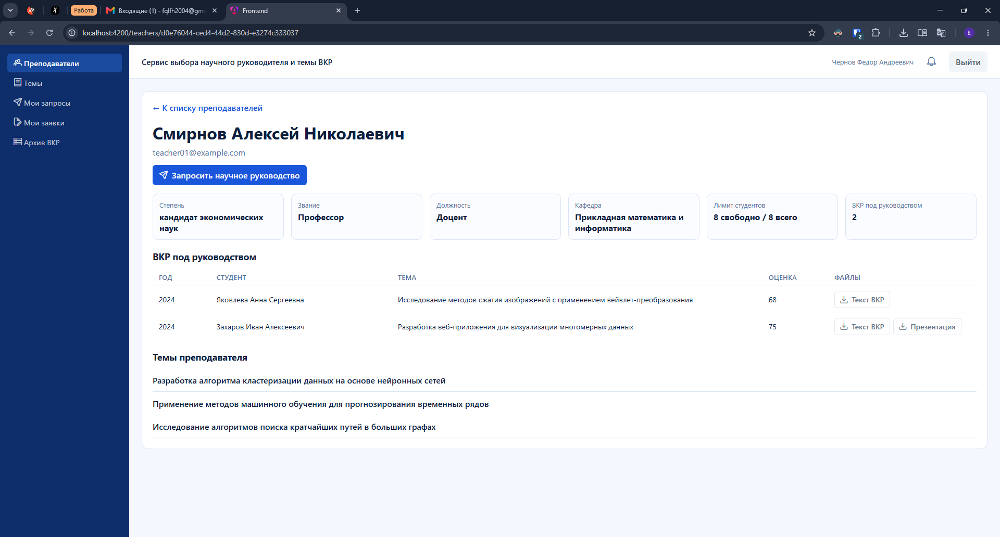 Работа
Входящие (1) - fqlfh2004@gma
Frontend
localhost:4200/teachers/d0e76044-ced4-44d2-830d-e3274c333037
2
E
Преподаватели
Темы
Мои запросы
Мои заявки
Архив ВКР
Сервис выбора научного руководителя и темы ВКР
Чернов Фёдор Андреевич
Выйти
← К списку преподавателей
Смирнов Алексей Николаевич
teacher01@example.com
Запросить научное руководство
Степень
кандидат экономических
наук
Звание
Профессор
Должность
Доцент
Кафедра
Прикладная математика и
информатика
Лимит студентов
8 свободно / 8 всего
ВКР под руководством
2
ВКР под руководством
ГОД СТУДЕНТ ТЕМА ОЦЕНКА ФАЙЛЫ
2024 Яковлева Анна Сергеевна Исследование методов сжатия изображений с применением вейвлет-преобразования 68 Текст ВКР
2024 Захаров Иван Алексеевич Разработка веб-приложения для визуализации многомерных данных 75 Текст ВКР Презентация
Темы преподавателя
Разработка алгоритма кластеризации данных на основе нейронных сетей
Применение методов машинного обучения для прогнозирования временных рядов
Исследование алгоритмов поиска кратчайших путей в больших графах